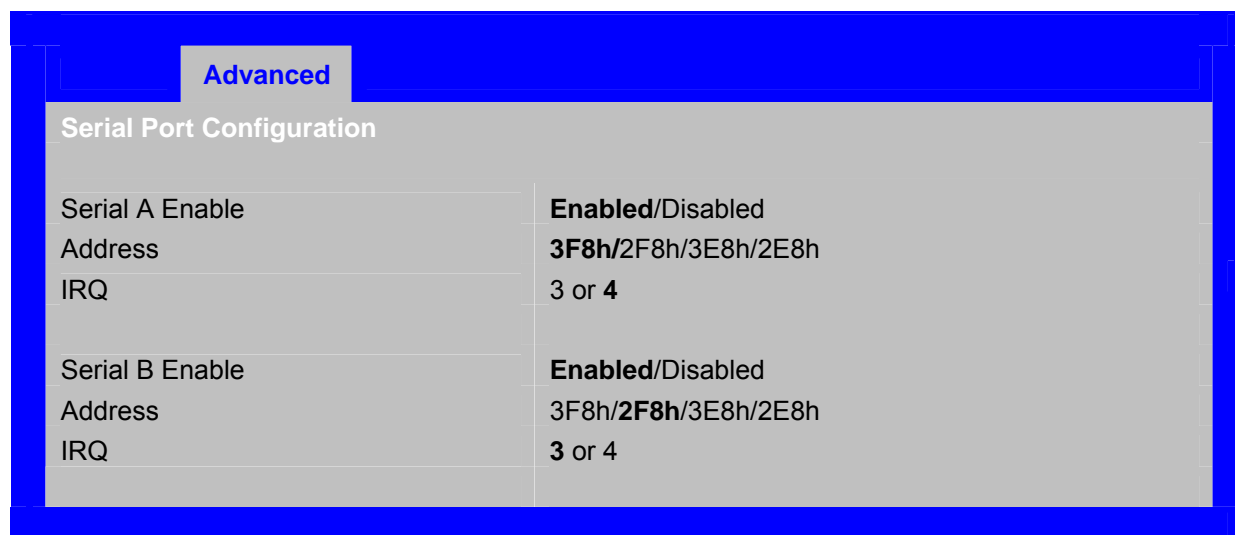 Advanced
Serial Port Configuration
Serial A Enable Enabled/Disabled
Address 3F8h/2F8h/3E8h/2E8h
IRQ 3 or 4
Serial B Enable Enabled/Disabled
Address 3F8h/2F8h/3E8h/2E8h
IRQ 3 or 4